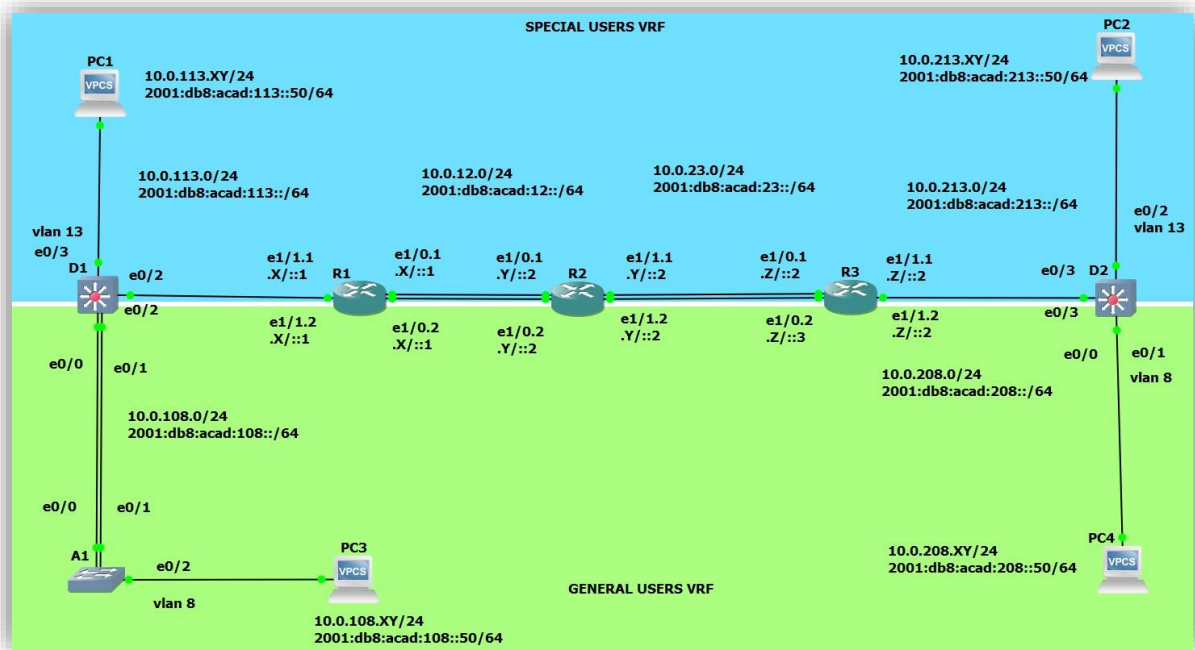 SPECIAL USERS VRF
PC1
VPCS
10.0.113.XY/24
2001:db8:acad:113::50/64
PC2
VPCS
10.0.213.XY/24
2001:db8:acad:213::50/64
10.0.113.0/24
2001:db8:acad:113::/64
10.0.12.0/24
2001:db8:acad:12::/64
10.0.23.0/24
2001:db8:acad:23::/64
10.0.213.0/24
2001:db8:acad:213::/64
vlan 13
e0/3
D1
e0/2
e0/2
e1/1.1
.X/::1
R1
e1/0.1
.X/::1
e0/1
.Y/::2
R2
e1/1.1
.Y/::2
e1/0.1
.Z/::2
R3
e1/1.1
.Z/::2
e0/2
vlan 13
e0/3
D2
e0/3
e1/1.2
.X/::1
e1/0.2
.X/::1
e1/0.2
.Y/::2
e1/1.2
.Y/::2
e1/0.2
.Z/::3
e1/1.2
.Z/::2
e0/0
e0/1
e0/0
e0/1
vlan 8
10.0.108.0/24
2001:db8:acad:108::/64
10.0.208.0/24
2001:db8:acad:208::/64
e0/0
e0/1
A1
e0/2
vlan 8
PC3
VPCS
10.0.108.XY/24
2001:db8:acad:108::50/64
GENERAL USERS VRF
10.0.208.XY/24
2001:db8:acad:208::50/64
PC4
VPCS